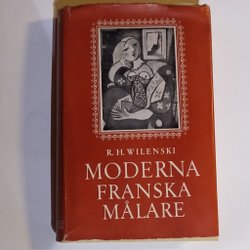 R. H. WILENSKI
MODERNA
FRANSKA
MÅLARE